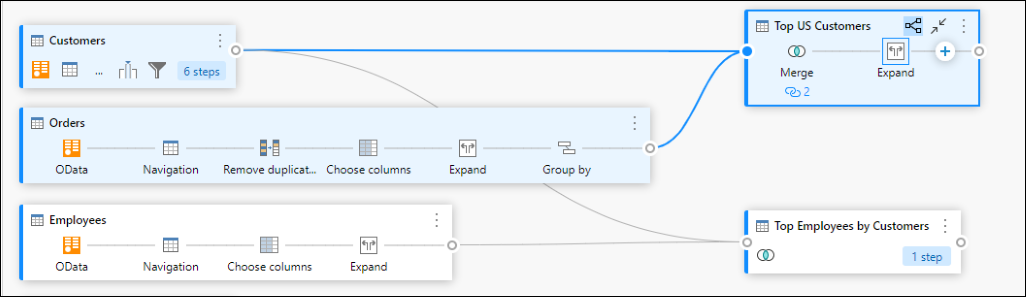 Customers
...
6 steps
Top US Customers
Merge
Expand
2
Orders
OData
Navigation
Remove duplicat...
Choose columns
Expand
Group by
Employees
OData
Navigation
Choose columns
Expand
Top Employees by Customers
1 step